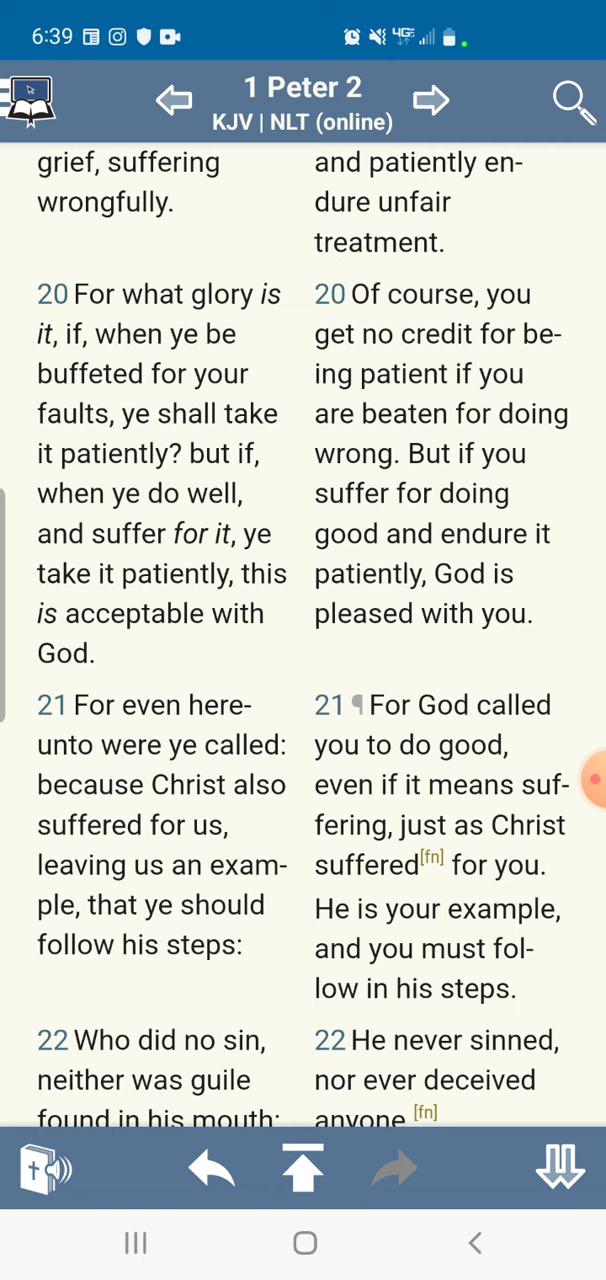 6:39
4GE
1 Peter 2
KJV | NLT (online)
grief, suffering
wrongfully.
20 For what glory is
it, if, when ye be
buffeted for your
faults, ye shall take
it patiently? but if,
when ye do well,
and suffer for it, ye
take it patiently, this
is acceptable with
God.
21 For even here-
unto were ye called:
because Christ also
suffered for us,
leaving us an exam-
ple, that ye should
follow his steps:
22 Who did no sin,
neither was guile
found in his mouth:
and patiently en-
dure unfair
treatment.
20 Of course, you
get no credit for be-
ing patient if you
are beaten for doing
wrong. But if you
suffer for doing
good and endure it
patiently, God is
pleased with you.
21 ¶ For God called
you to do good,
even if it means suf-
fering, just as Christ
suffered[fn] for you.
He is your example,
and you must fol-
low in his steps.
22 He never sinned,
nor ever deceived
anyone.[fn]